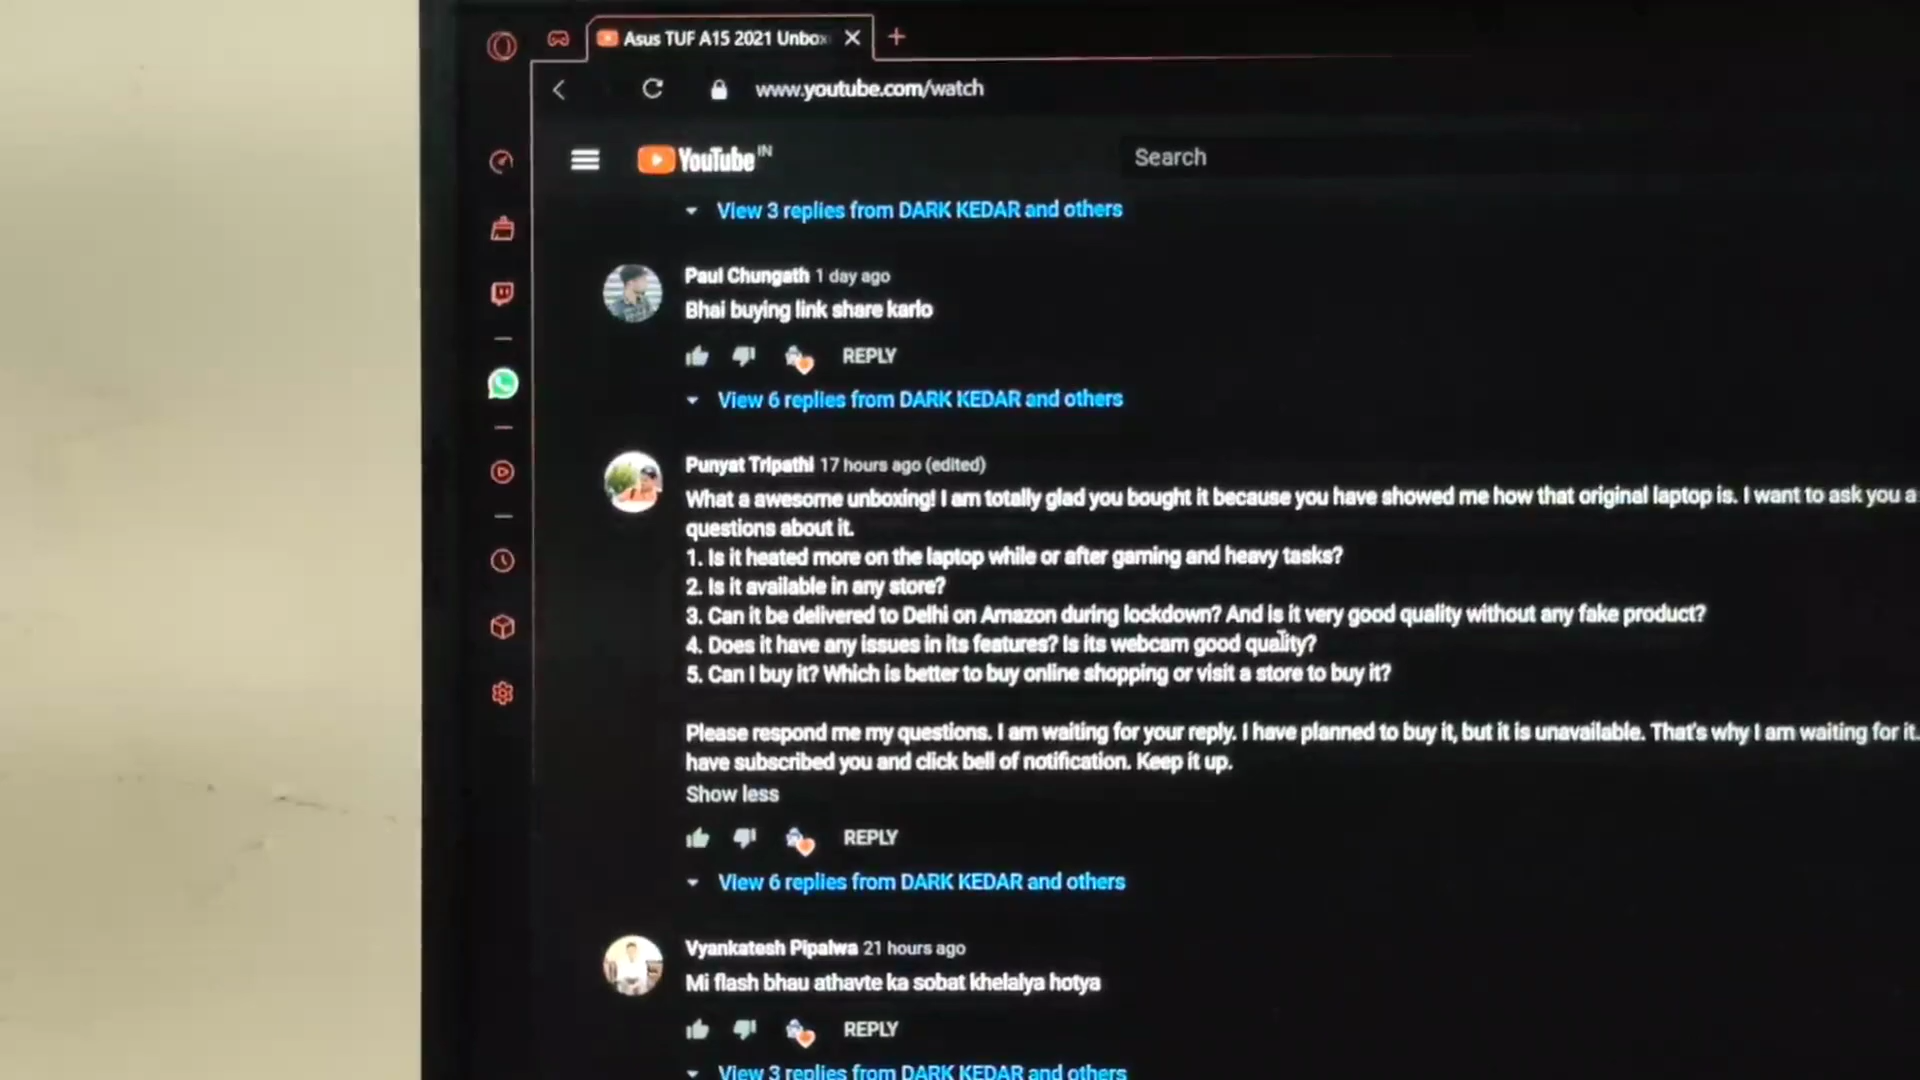 Asus TUF A15 2021 Unbox
www.youtube.com/watch
YouTube IN
Search
View 3 replies from DARK KEDAR and others
Paul Chungath 1 day ago
Bhai buying link share karlo
REPLY
View 6 replies from DARK KEDAR and others
Punyat Tripathi 17 hours ago (edited)
What a awesome unboxing! I am totally glad you bought it because you have showed me how that original laptop is. I want to ask you a
questions about it.
1. Is it heated more on the laptop while or after gaming and heavy tasks?
2. Is it available in any store?
3. Can it be delivered to Delhi on Amazon during lockdown? And is it very good quality without any fake product?
4. Does it have any issues in its features? Is its webcam good quality?
5. Can I buy it? Which is better to buy online shopping or visit a store to buy it?
Please respond me my questions. I am waiting for your reply. I have planned to buy it, but it is unavailable. That's why I am waiting for it.
have subscribed you and click bell of notification. Keep it up.
Show less
REPLY
View 6 replies from DARK KEDAR and others
Vyankatesh Pipalwa 21 hours ago
Mi flash bhau athavte ka sobat khelalya hotya
REPLY
View 3 replies from DARK KEDAR and others